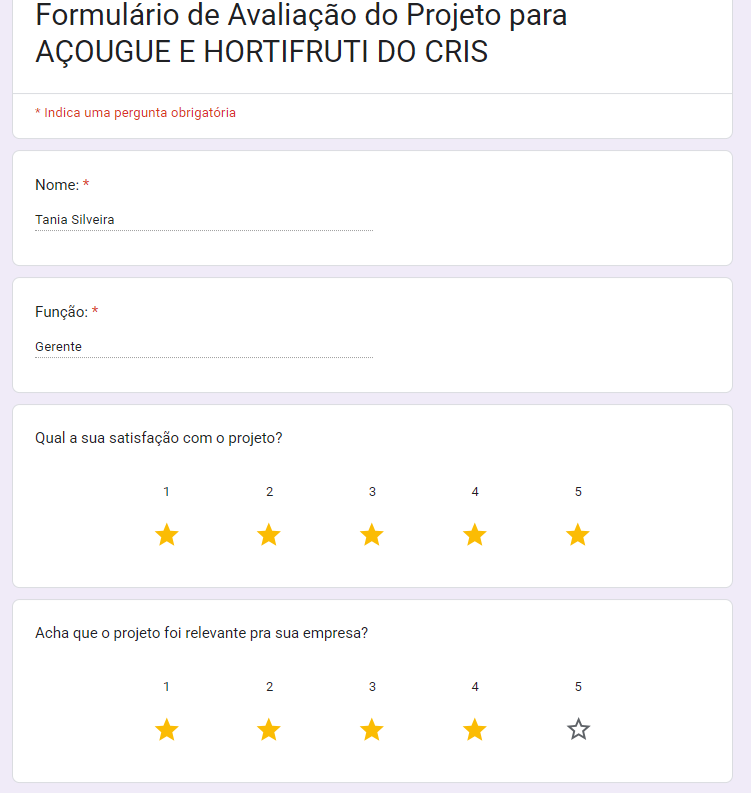 Formulário de Avaliação do Projeto para
AÇOUGUE E HORTIFRUTI DO CRIS
* Indica uma pergunta obrigatória
Nome: *
Tania Silveira
Função: *
Gerente
Qual a sua satisfação com o projeto?
1 2 3 4 5
Acha que o projeto foi relevante pra sua empresa?
1 2 3 4 5